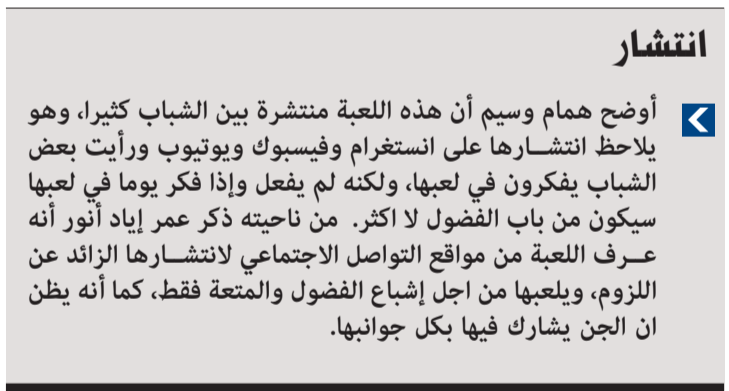 انتشار
أوضح همام وسيم أن هذه اللعبة منتشرة بين الشباب كثيرا، وهو
يلاحظ انتشــارها على انستغرام وفيسبوك ويوتيوب ورأيت بعض
الشباب يفكرون في لعبها، ولكنه لم يفعل وإذا فكر يوما في لعبها
سيكون من باب الفضول لا اكثر. من ناحيته ذكر عمر إياد أنور أنه
عــرف اللعبة من مواقع التواصل الاجتماعي لانتشــارها الزائد عن
اللزوم، ويلعبها من اجل إشباع الفضول والمتعة فقط، كما أنه يظن
ان الجن يشارك فيها بكل جوانبها.